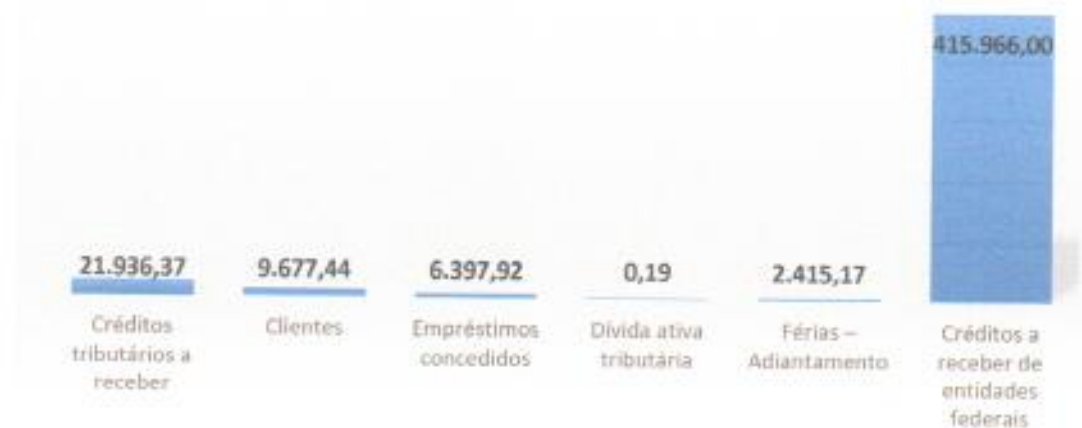 415.966,00
21.936,37
9.677,44
6.397,92
0,19
2.415,17
Créditos
tributários a
receber
Clientes
Empréstimos
concedidos
Dívida ativa
tributária
Férias –
Adiantamento
Créditos a
receber de
entidades
federais